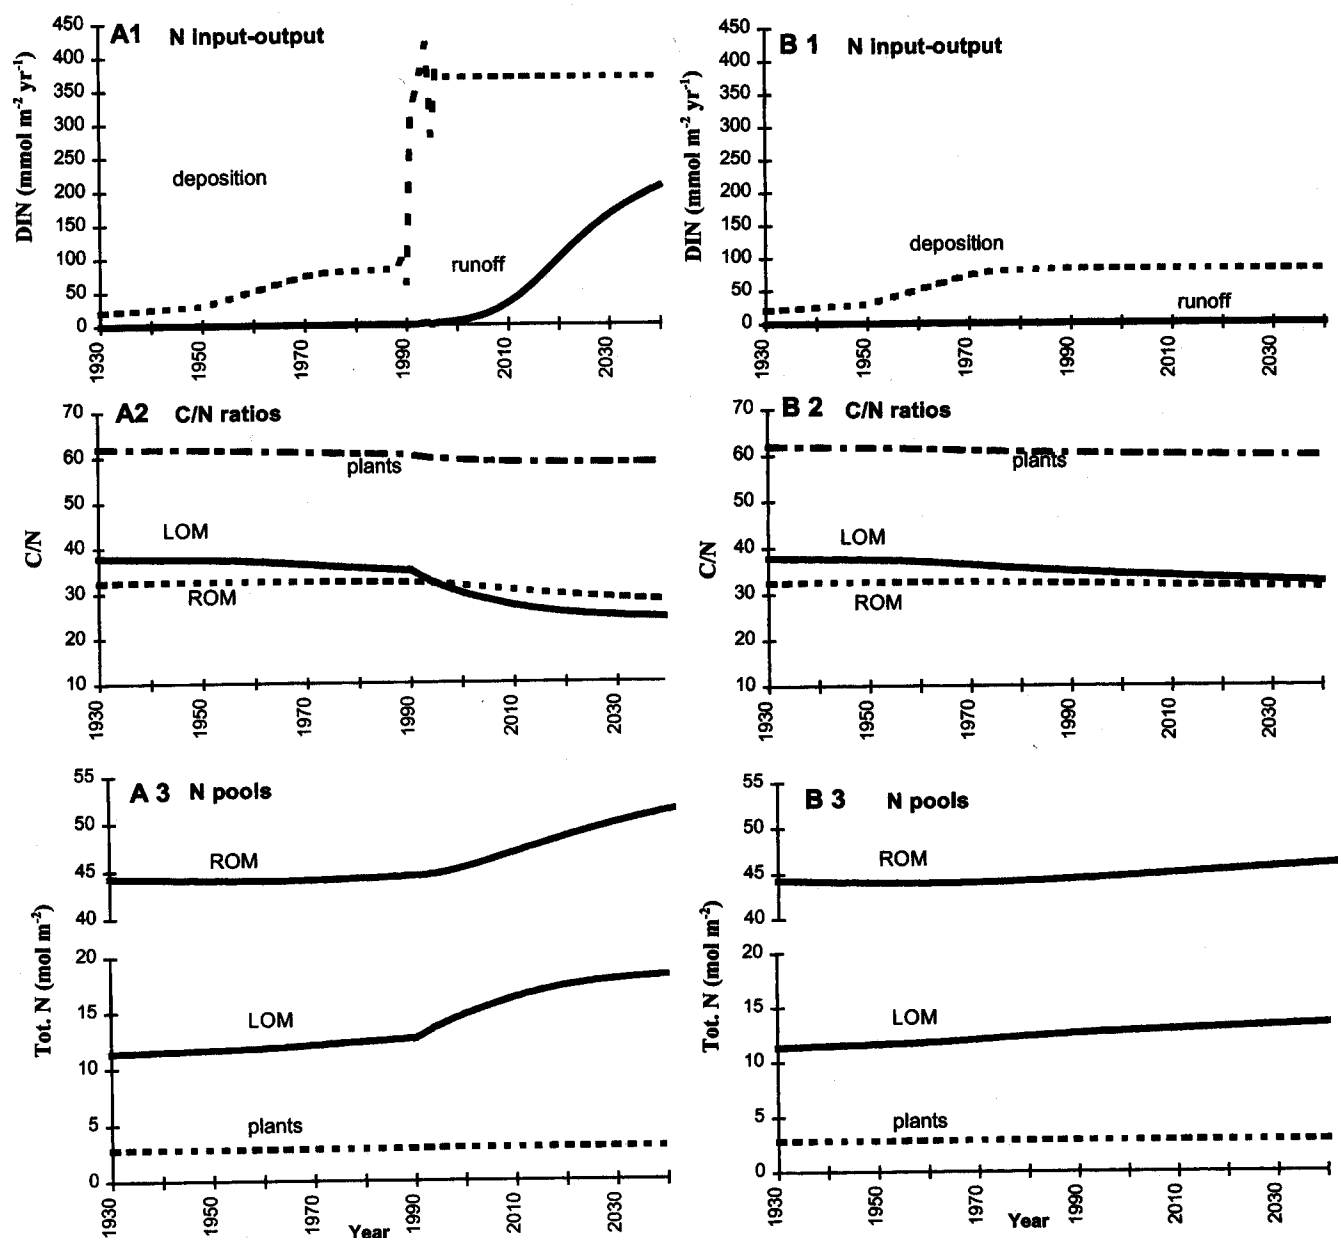 A1 N input-output
DIN (mmol m-2 yr-1)
450
400
350
300
250
200
150
100
50
0
deposition
runoff
1930
1950
1970
1990
2010
2030
B 1 N input-output
DIN (mmol m-2 yr-1)
450
400
350
300
250
200
150
100
50
0
deposition
runoff
1930
1950
1970
1990
2010
2030
A2 C/N ratios
C/N
70
60
50
40
30
20
10
plants
LOM
ROM
1930
1950
1970
1990
2010
2030
B 2 C/N ratios
C/N
70
60
50
40
30
20
10
plants
LOM
ROM
1930
1950
1970
1990
2010
2030
A 3 N pools
Tot. N (mol m-2)
55
50
45
40
20
15
10
5
0
ROM
LOM
plants
1930
1950
1970
1990
2010
2030
Year
B 3 N pools
Tot. N (mol m-2)
55
50
45
40
20
15
10
5
0
ROM
LOM
plants
1930
1950
1970
1990
2010
2030
Year